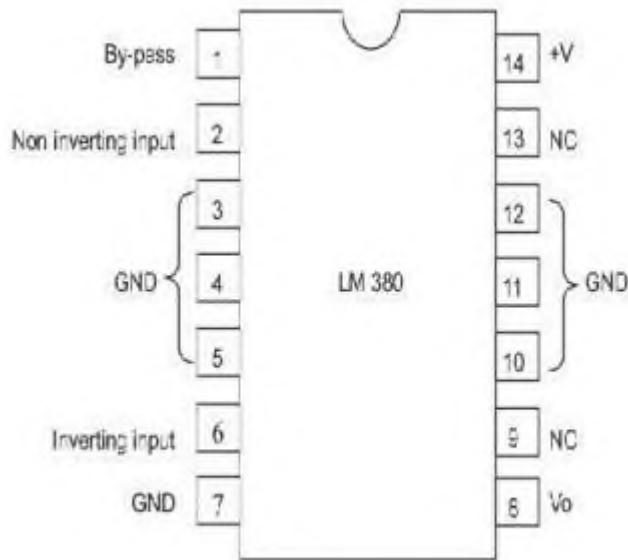 By-pess 1 14 +V
Non inverting input 2 13 NC
3 12
GND 4 LM 380 11 GND
5 10
Inverting input 6 9 NC
GND 7 8 Vo